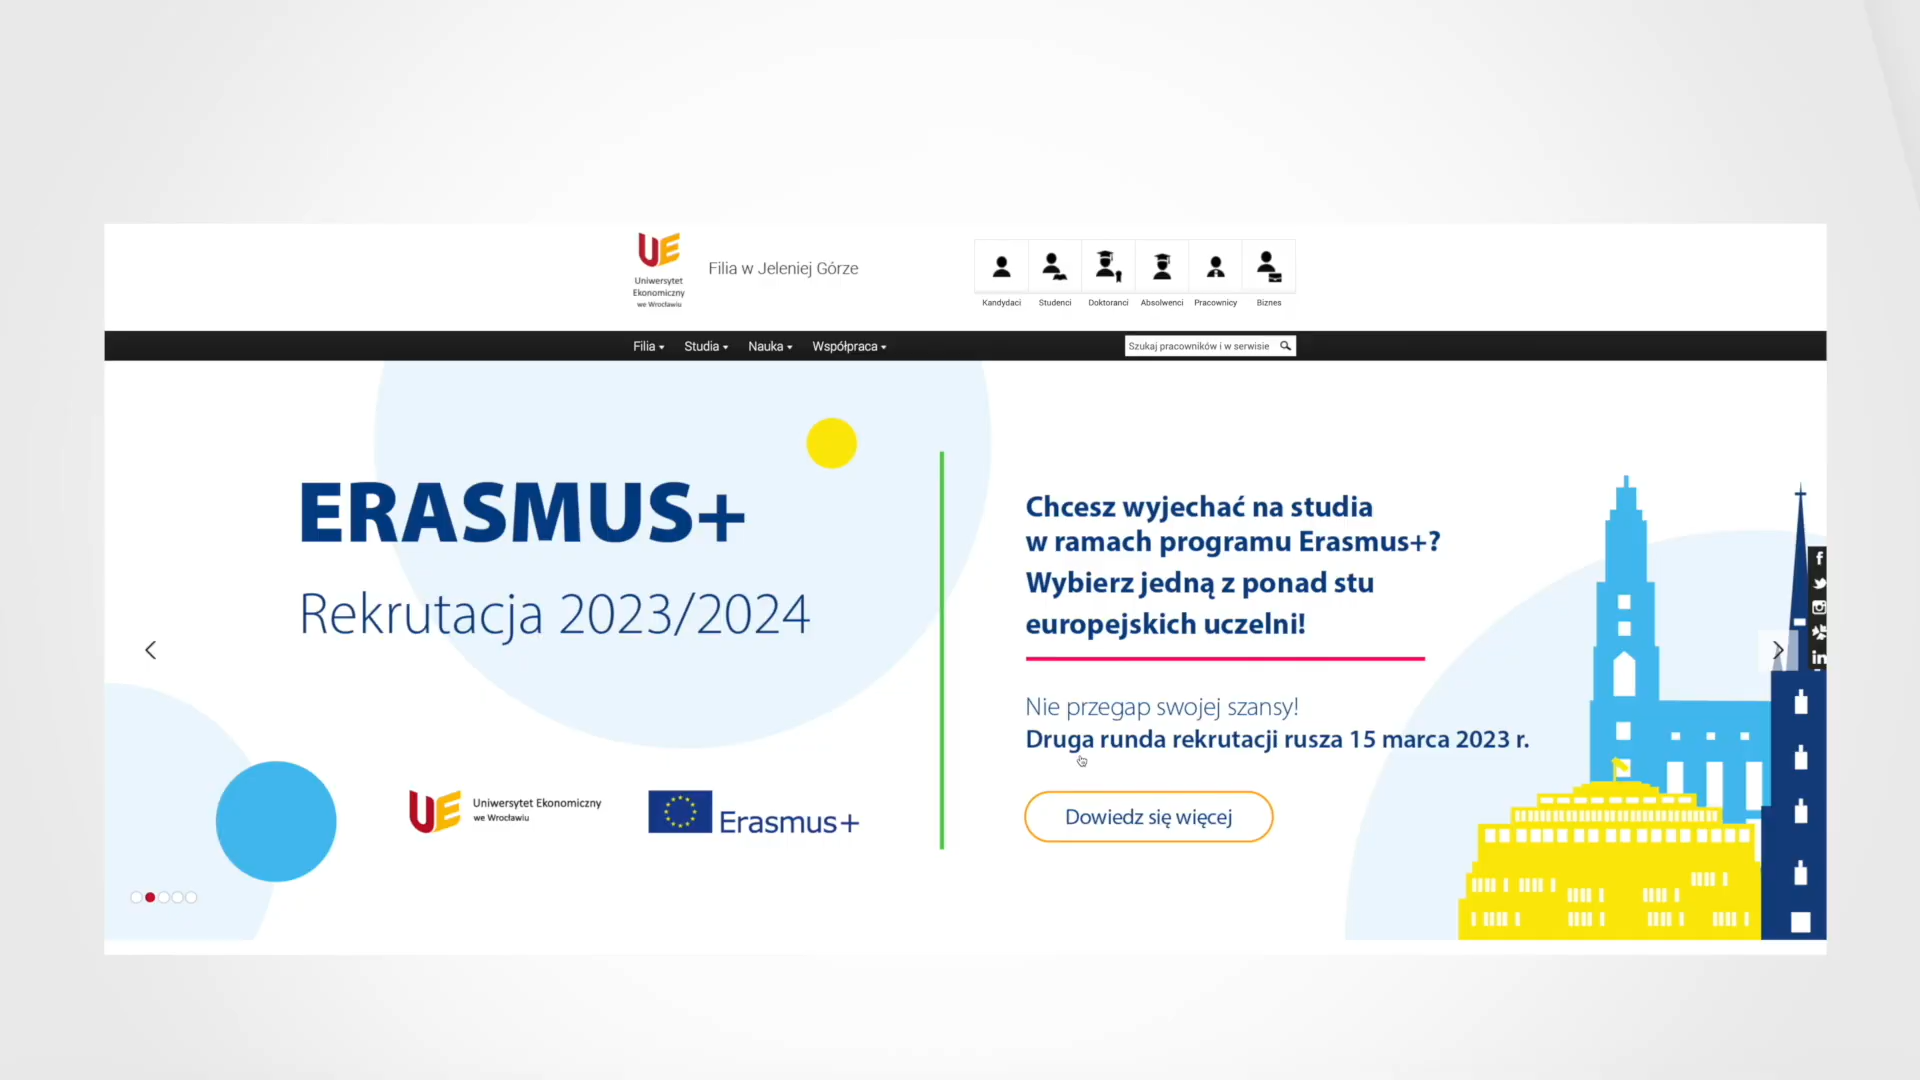 UE
Uniwersytet
Ekonomiczny
we Wrocławiu
Filia w Jeleniej Górze
Kandydaci
Studenci
Doktoranci
Absolwenci
Pracownicy
Biznes
Filia
Studia
Nauka
Współpraca
Szukaj pracowników i w serwisie
ERASMUS+
Rekrutacja 2023/2024
UE
Uniwersytet Ekonomiczny
we Wrocławiu
Erasmus+
Chcesz wyjechać na studia
w ramach programu Erasmus+?
Wybierz jedną z ponad stu
europejskich uczelni!
Nie przegap swojej szansy!
Druga runda rekrutacji rusza 15 marca 2023 r.
Dowiedz się więcej